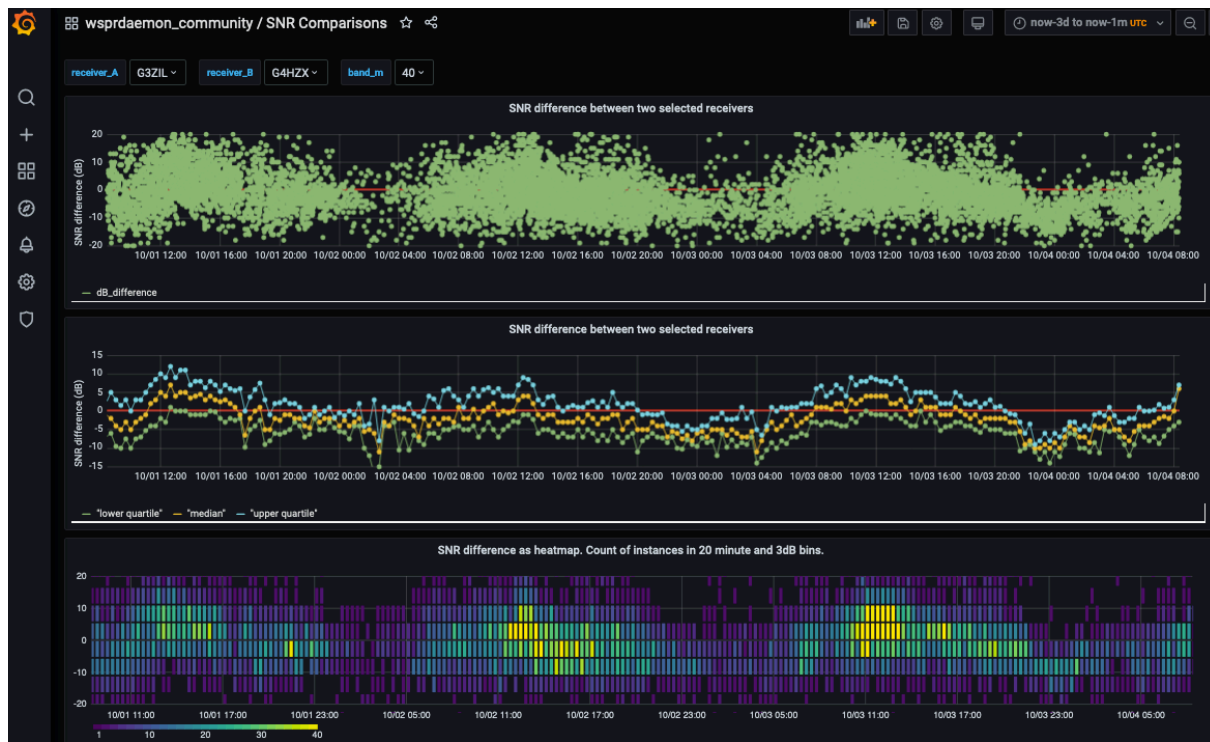 wsprdaemon_community / SNR Comparisons
now-3d to now-1m UTC
receiver_A G3ZIL receiver_B G4HZX band_m 40
SNR difference between two selected receivers
SNR difference (dB)
20
10
0
-10
-20
10/01 12:00 10/01 16:00 10/01 20:00 10/02 00:00 10/02 04:00 10/02 08:00 10/02 12:00 10/02 16:00 10/02 20:00 10/03 00:00 10/03 04:00 10/03 08:00 10/03 12:00 10/03 16:00 10/03 20:00 10/04 00:00 10/04 04:00 10/04 08:00
dB_difference
SNR difference between two selected receivers
SNR difference (dB)
15
10
5
0
-5
-10
-15
10/01 12:00 10/01 16:00 10/01 20:00 10/02 00:00 10/02 04:00 10/02 08:00 10/02 12:00 10/02 16:00 10/02 20:00 10/03 00:00 10/03 04:00 10/03 08:00 10/03 12:00 10/03 16:00 10/03 20:00 10/04 00:00 10/04 04:00 10/04 08:00
"lower quartile" "median" "upper quartile"
SNR difference as heatmap. Count of instances in 20 minute and 3dB bins.
20
10
0
-10
-20
10/01 11:00 10/01 17:00 10/01 23:00 10/02 05:00 10/02 11:00 10/02 17:00 10/02 23:00 10/03 05:00 10/03 11:00 10/03 17:00 10/03 23:00 10/04 05:00
1 10 20 30 40